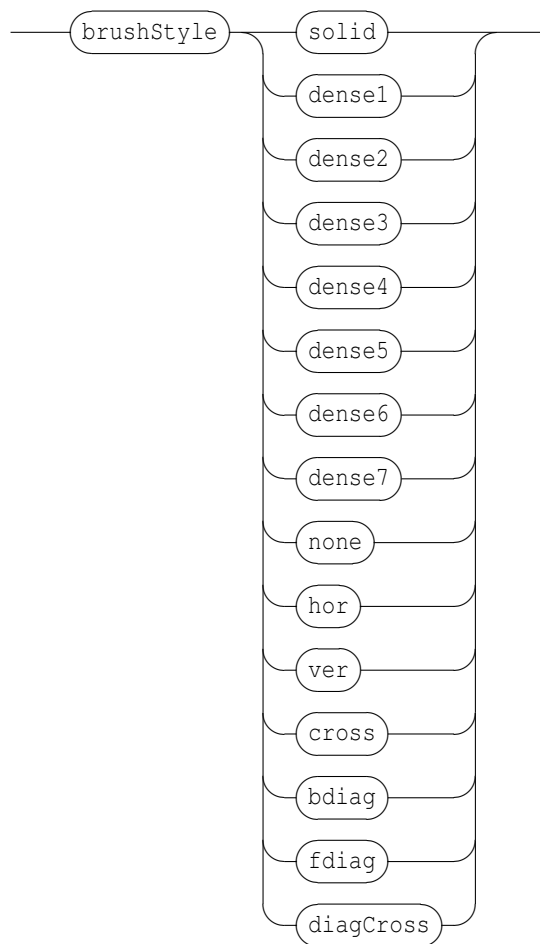 brushStyle solid
dense1
dense2
dense3
dense4
dense5
dense6
dense7
none
hor
ver
cross
bdiag
fdiag
diagCross